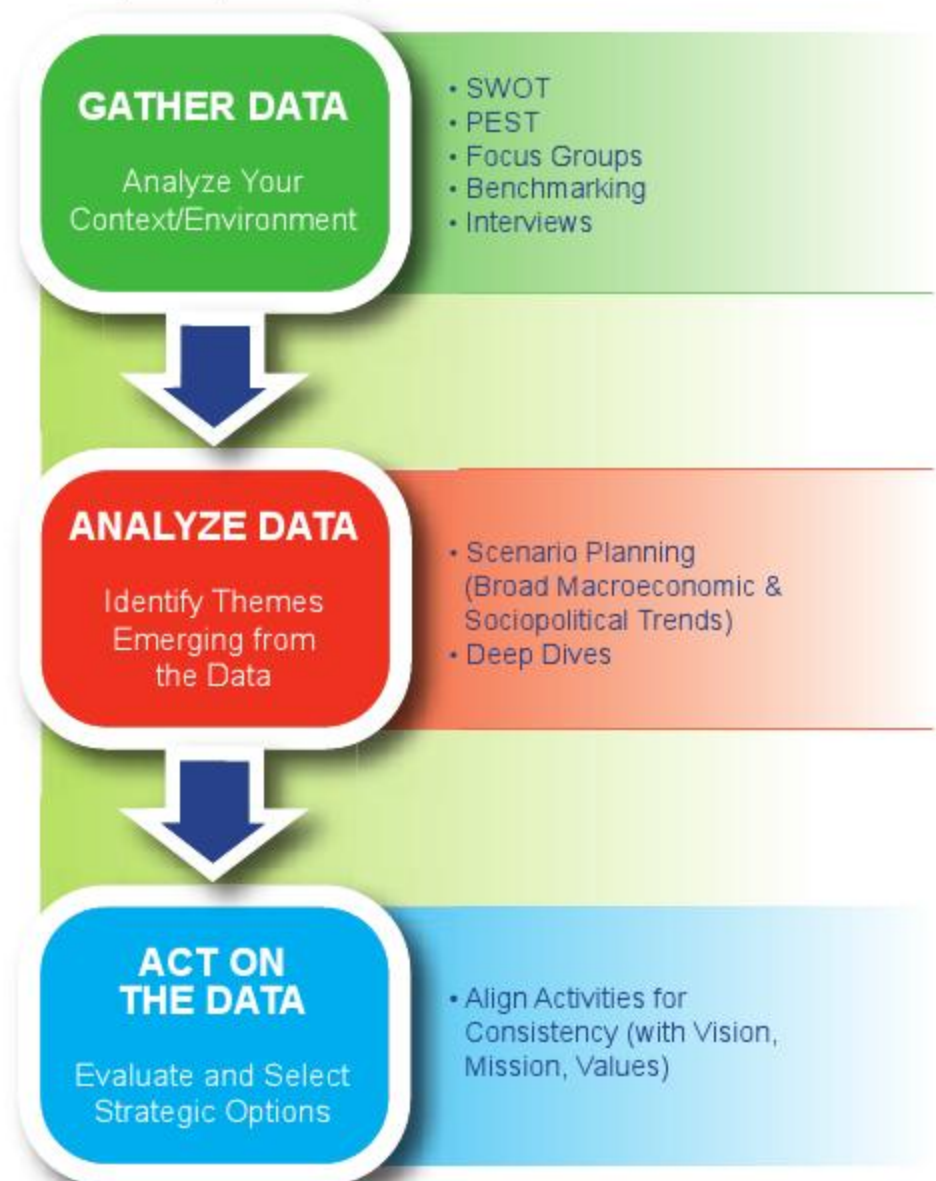 GATHER DATA
Analyze Your
Context/Environment
• SWOT
• PEST
• Focus Groups
• Benchmarking
• Interviews
ANALYZE DATA
Identify Themes
Emerging from
the Data
• Scenario Planning
(Broad Macroeconomic &
Sociopolitical Trends)
• Deep Dives
ACT ON
THE DATA
Evaluate and Select
Strategic Options
• Align Activities for
Consistency (with Vision,
Mission, Values)